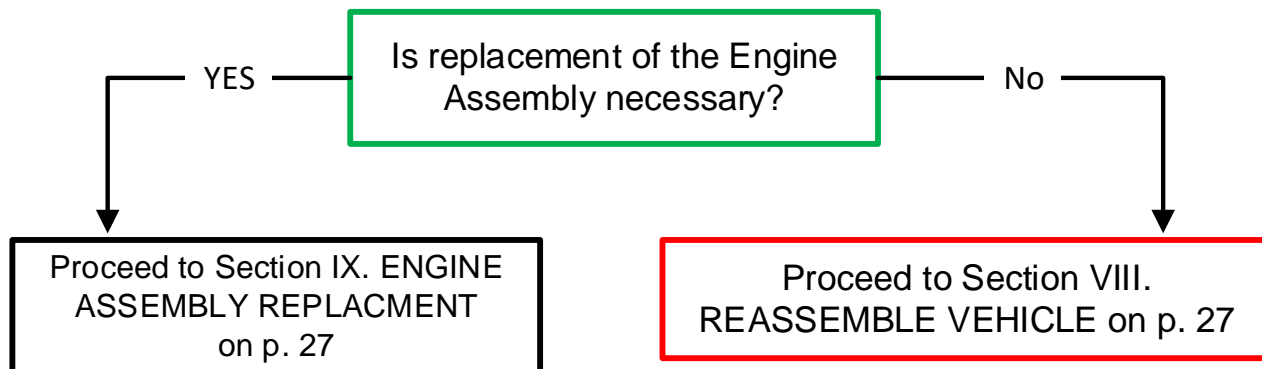 Is replacement of the Engine
Assembly necessary?
YES
No
Proceed to Section IX. ENGINE
ASSEMBLY REPLACMENT
on p. 27
Proceed to Section VIII.
REASSEMBLE VEHICLE on p. 27